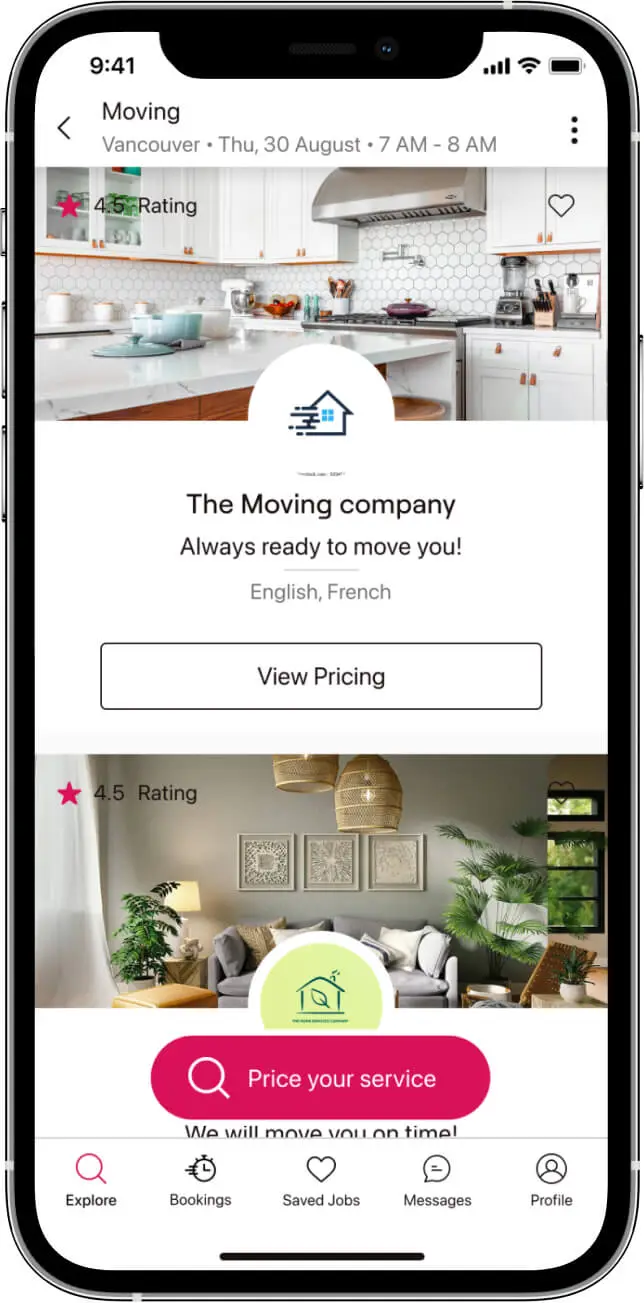 9:41
Moving
Vancouver • Thu, 30 August • 7 AM - 8 AM
4.5 Rating
The Moving company
Always ready to move you!
English, French
View Pricing
4.5 Rating
THE HOME SERVICES COMPANY
Price your service
We will move you on time!
Explore
Bookings
Saved Jobs
Messages
Profile